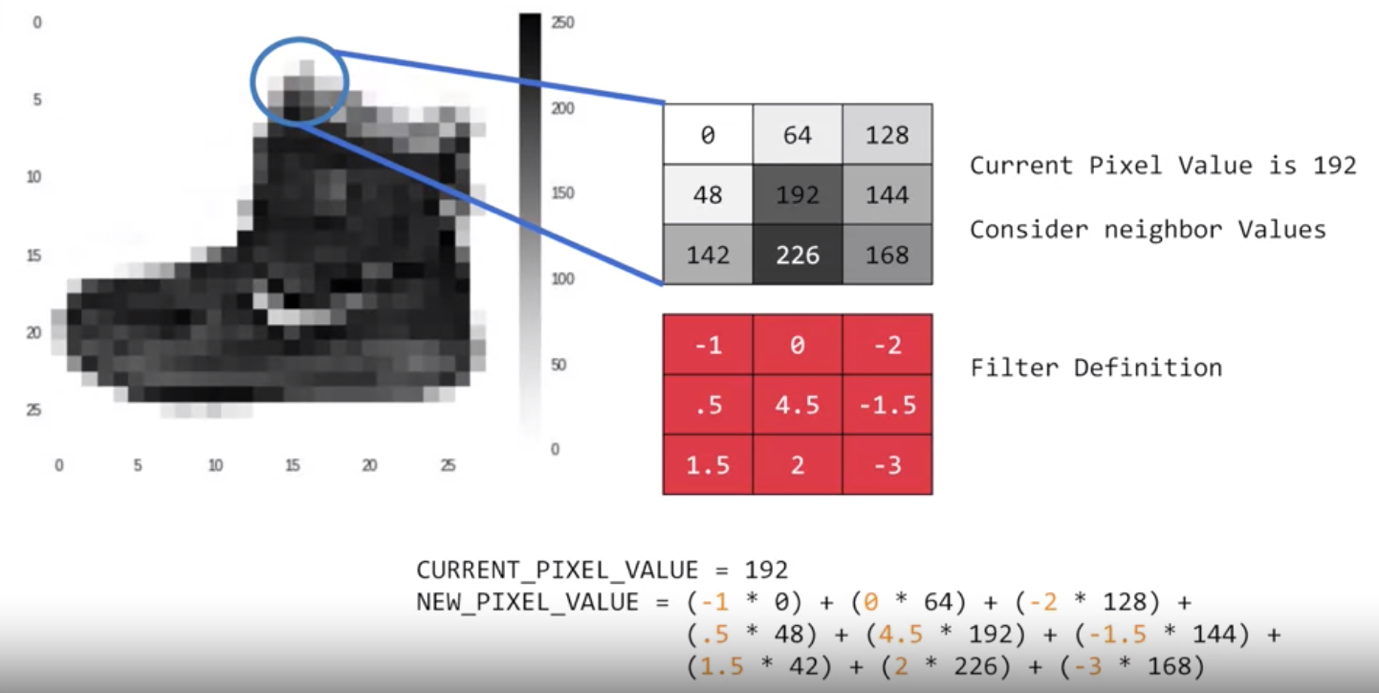 0
5
10
15
20
25
0 5 10 15 20 25
250
200
150
100
50
0
0 64 128
48 192 144
142 226 168
Current Pixel Value is 192
Consider neighbor Values
-1 0 -2
.5 4.5 -1.5
1.5 2 -3
Filter Definition
CURRENT_PIXEL_VALUE = 192
NEW_PIXEL_VALUE = (-1 * 0) + (0 * 64) + (-2 * 128) +
(.5 * 48) + (4.5 * 192) + (-1.5 * 144) +
(1.5 * 42) + (2 * 226) + (-3 * 168)